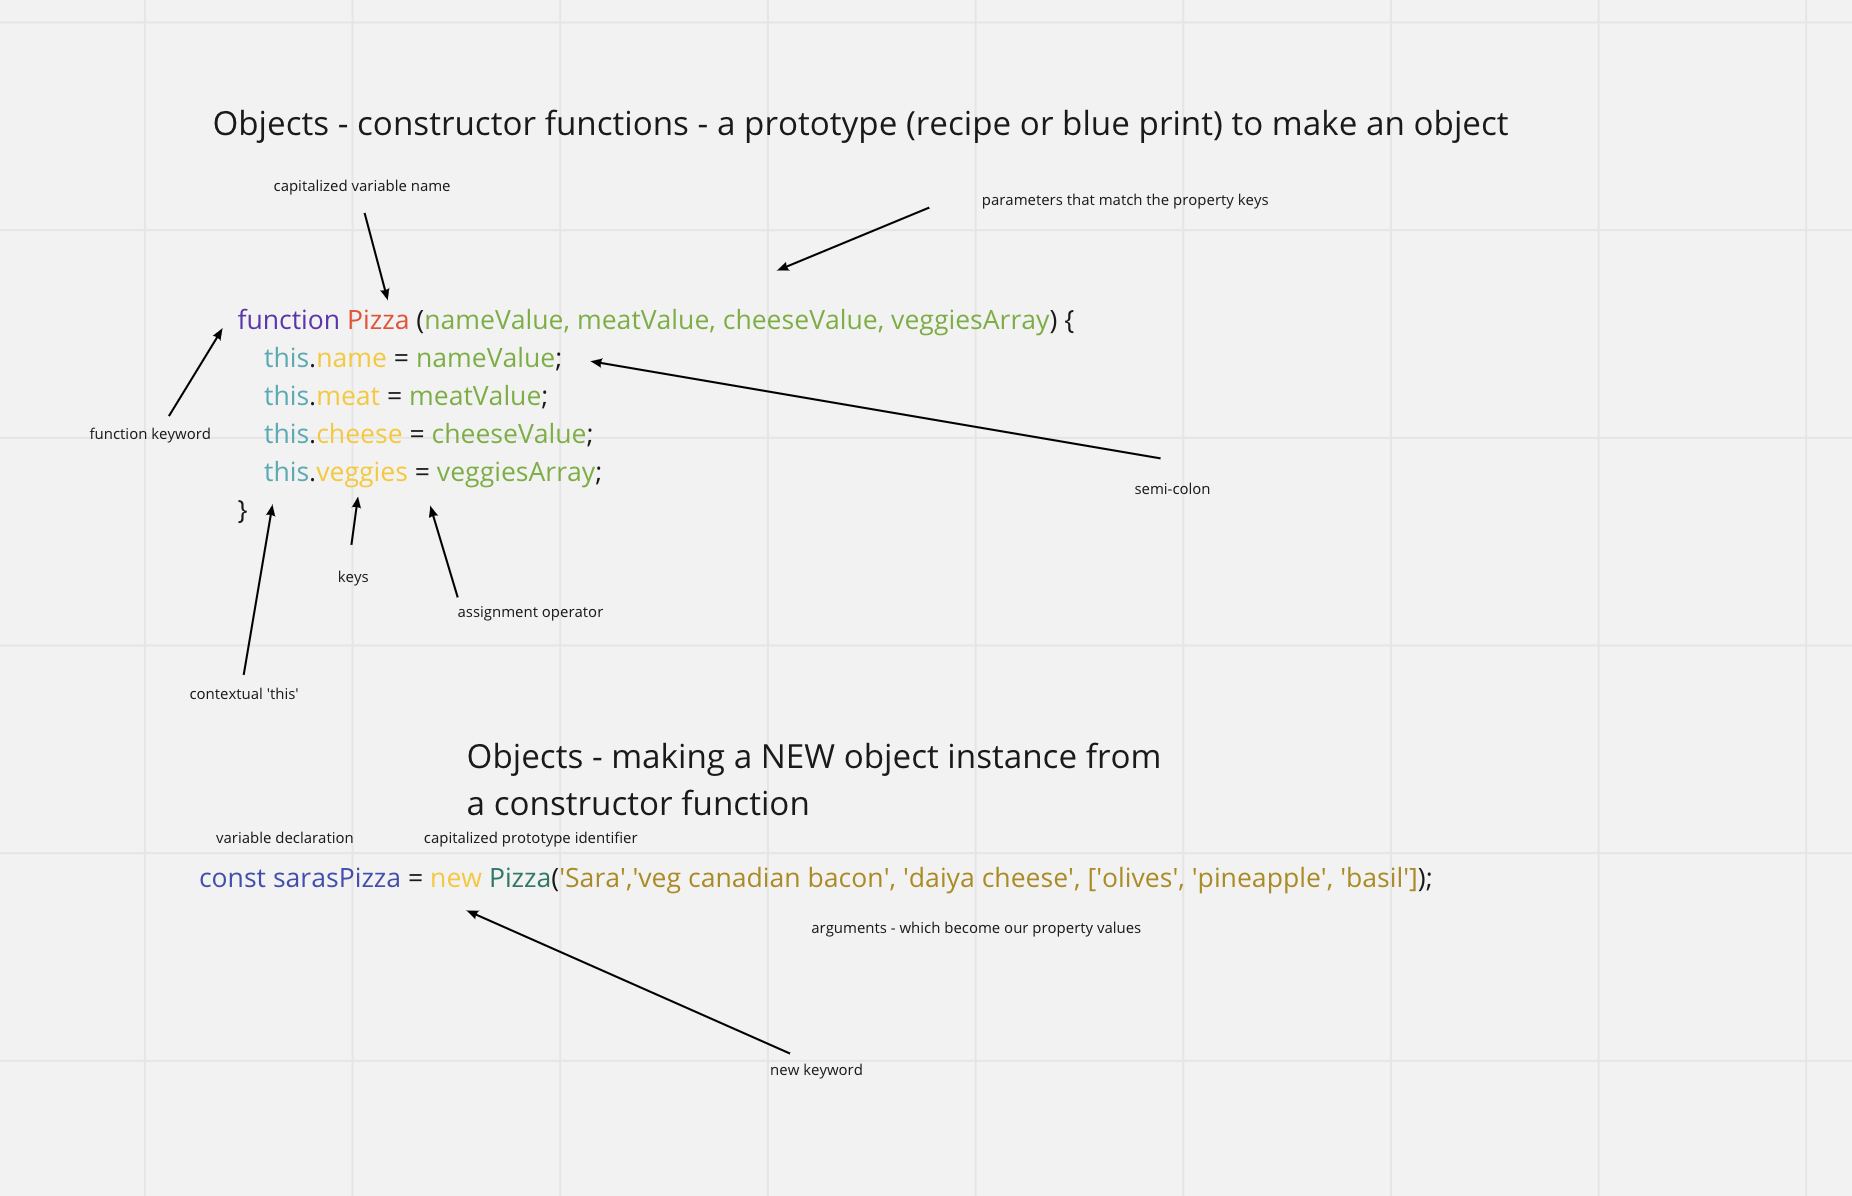 Objects - constructor functions - a prototype (recipe or blue print) to make an object
capitalized variable name
parameters that match the property keys
function Pizza (nameValue, meatValue, cheeseValue, veggiesArray) {
this.name = nameValue;
this.meat = meatValue;
this.cheese = cheeseValue;
function keyword
this.veggies = veggiesArray;
semi-colon
}
keys
assignment operator
contextual 'this'
Objects - making a NEW object instance from
a constructor function
variable declaration
capitalized prototype identifier
const sarasPizza = new Pizza('Sara','veg canadian bacon', 'daiya cheese', ['olives', 'pineapple', 'basil']);
arguments - which become our property values
new keyword